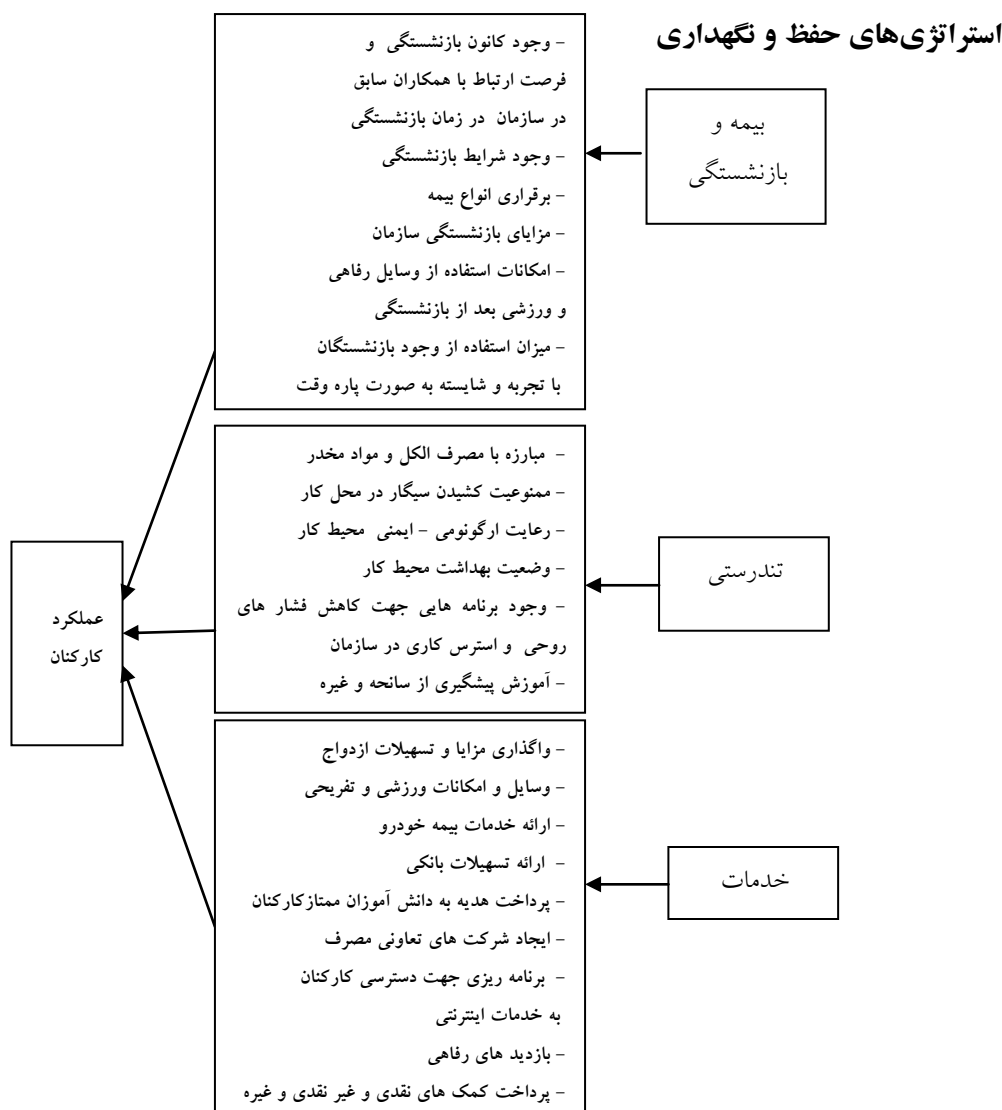 استراتژی‌های حفظ و نگهداری
بیمه و
بازنشستگی
- وجود کانون بازنشستگی و
فرصت ارتباط با همکاران سابق
در سازمان در زمان بازنشستگی
- وجود شرایط بازنشستگی
- برقراری انواع بیمه
- مزایای بازنشستگی سازمان
- امکانات استفاده از وسایل رفاهی
و ورزشی بعد از بازنشستگی
- میزان استفاده از وجود بازنشستگان
با تجربه و شایسته به صورت پاره وقت
تندرستی
- مبارزه با مصرف الکل و مواد مخدر
- ممنوعیت کشیدن سیگار در محل کار
- رعایت ارگونومی - ایمنی محیط کار
- وضعیت بهداشت محیط کار
- وجود برنامه هایی جهت کاهش فشار های
روحی و استرس کاری در سازمان
- آموزش پیشگیری از سانحه و غیره
خدمات
- واگذاری مزایا و تسهیلات ازدواج
- وسایل و امکانات ورزشی و تفریحی
- ارائه خدمات بیمه خودرو
- ارائه تسهیلات بانکی
- پرداخت هدیه به دانش آموزان ممتازکارکنان
- ایجاد شرکت های تعاونی مصرف
- برنامه ریزی جهت دسترسی کارکنان
به خدمات اینترنتی
- بازدید های رفاهی
- پرداخت کمک های نقدی و غیر نقدی و غیره
عملکرد
کارکنان